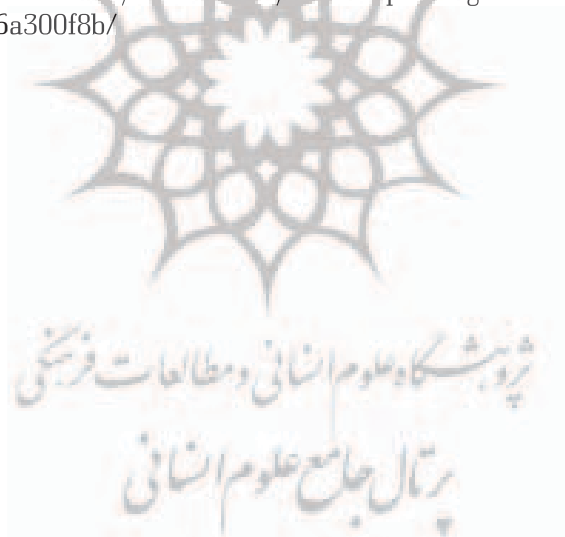 5a300f8b/
پژوهشگاه علوم انسانی و مطالعات فرهنگی
پرتال جامع علوم انسانی